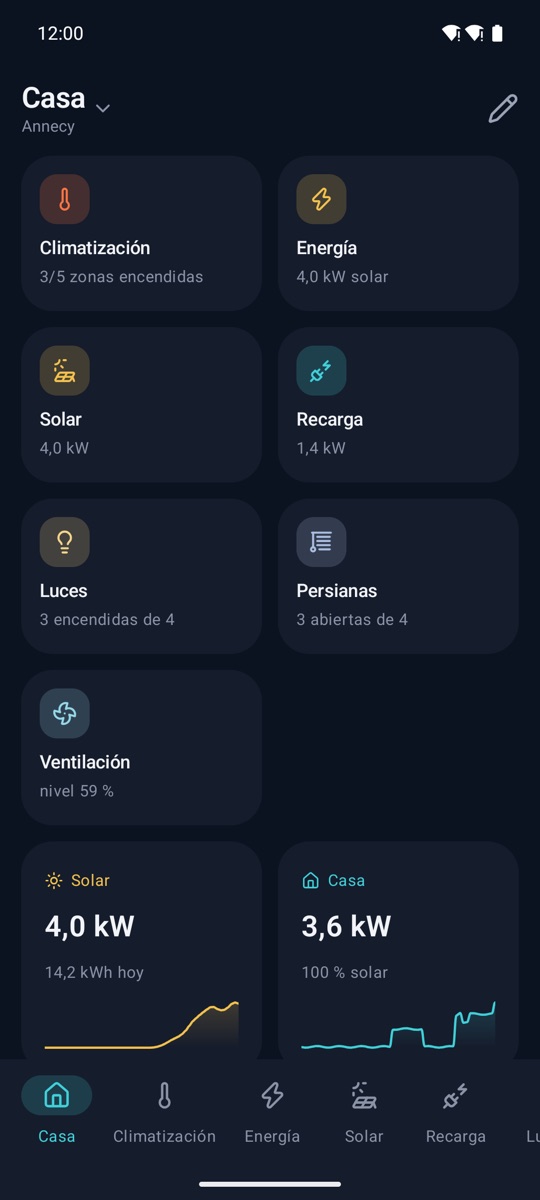 12:00
Casa
Annecy
Climatización
3/5 zonas encendidas
Energía
4,0 kW solar
Solar
4,0 kW
Recarga
1,4 kW
Luces
3 encendidas de 4
Persianas
3 abiertas de 4
Ventilación
nivel 59 %
Solar
4,0 kW
14,2 kWh hoy
Casa
3,6 kW
100 % solar
Casa
Climatización
Energía
Solar
Recarga